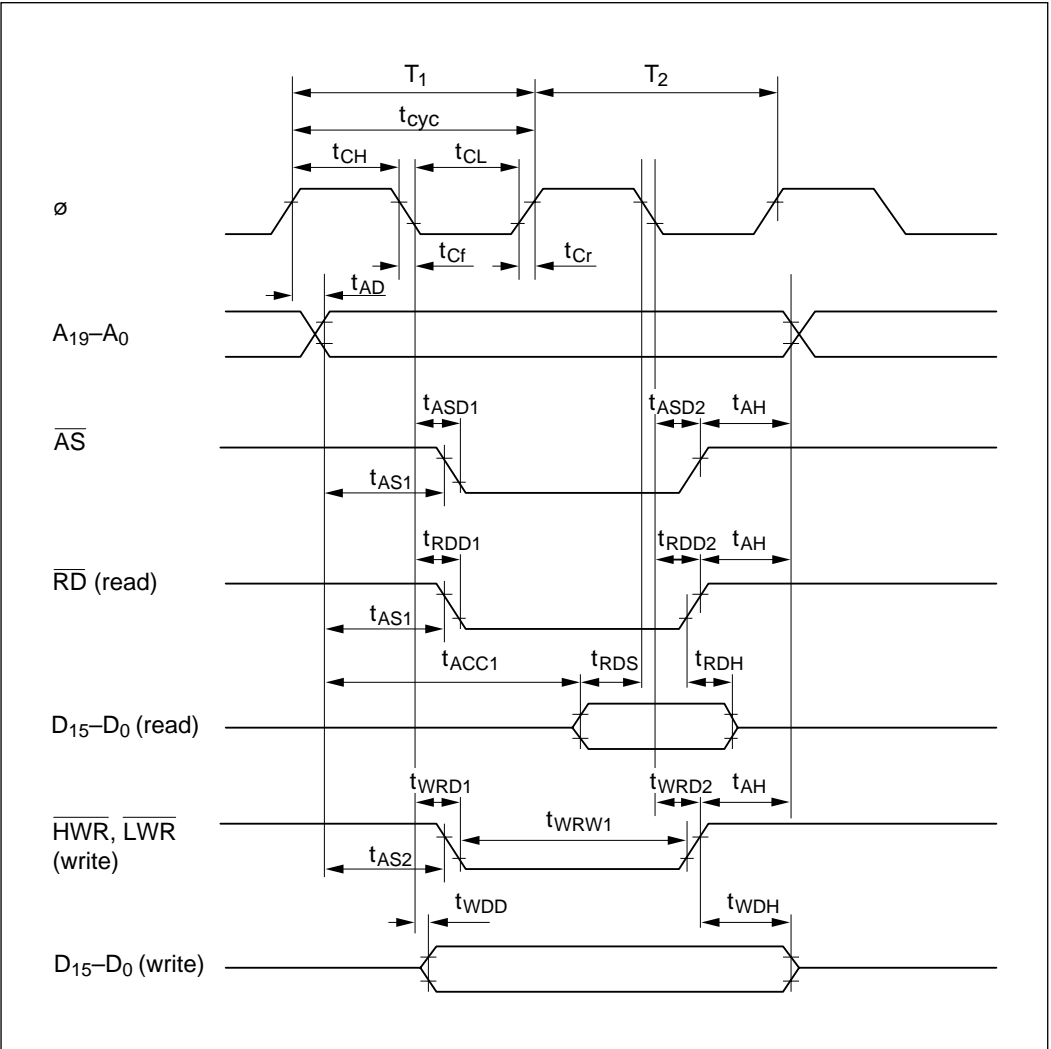 T1 T2
tcyc
tCH tCL
ø
tCf tCr
tAD
A19–A0
tASD1 tASD2 tAH
AS
tAS1
tRDD1 tRDD2 tAH
RD (read)
tAS1
tACC1 tRDS tRDH
D15–D0 (read)
tWRD1 tWRD2 tAH
HWR, LWR
(write)
tWRW1
tAS2
tWDD tWDH
D15–D0 (write)